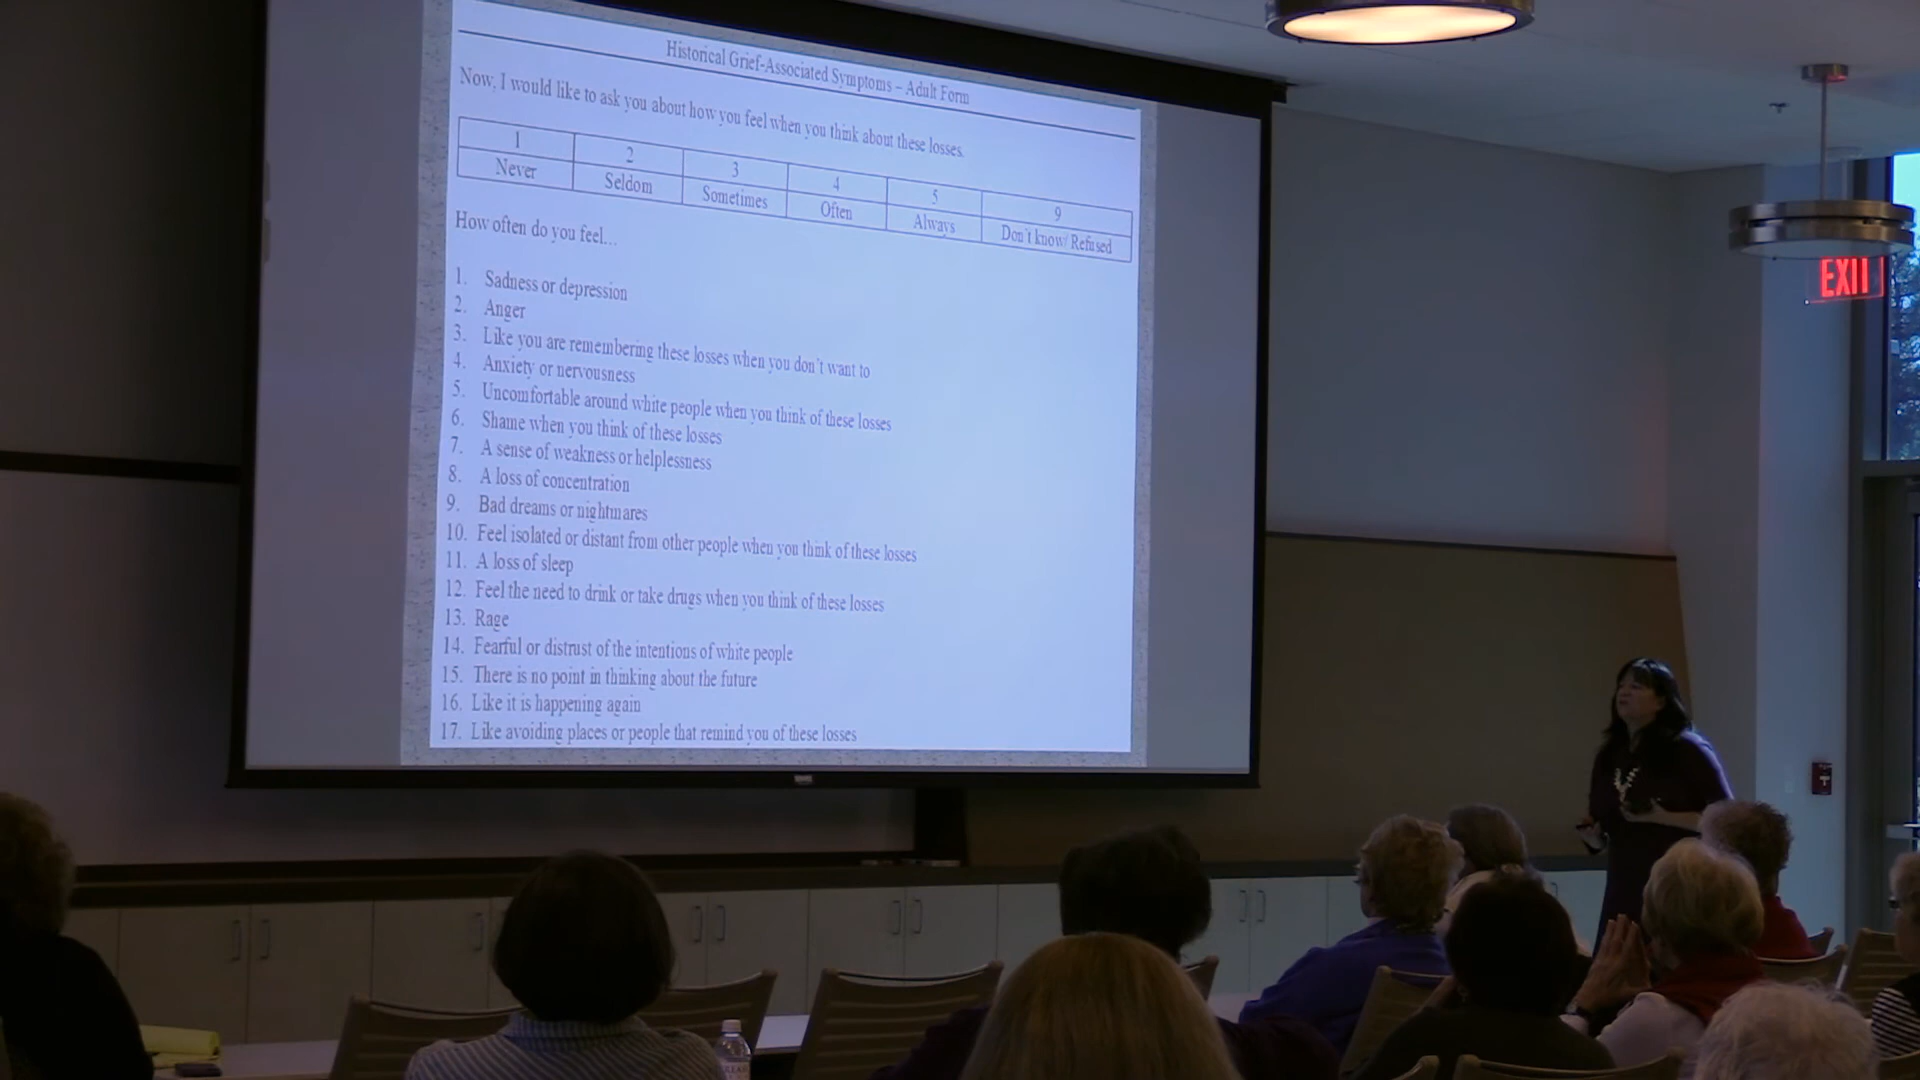 Historical Grief-Associated Symptoms – Adult Form
Now, I would like to ask you about how you feel when you think about these losses.
1 2 3 4 5 9
Never Seldom Sometimes Often Always Don't know/ Refused
How often do you feel...
1. Sadness or depression
2. Anger
3. Like you are remembering these losses when you don't want to
4. Anxiety or nervousness
5. Uncomfortable around white people when you think of these losses
6. Shame when you think of these losses
7. A sense of weakness or helplessness
8. A loss of concentration
9. Bad dreams or nightmares
10. Feel isolated or distant from other people when you think of these losses
11. A loss of sleep
12. Feel the need to drink or take drugs when you think of these losses
13. Rage
14. Fearful or distrust of the intentions of white people
15. There is no point in thinking about the future
16. Like it is happening again
17. Like avoiding places or people that remind you of these losses
EXIT